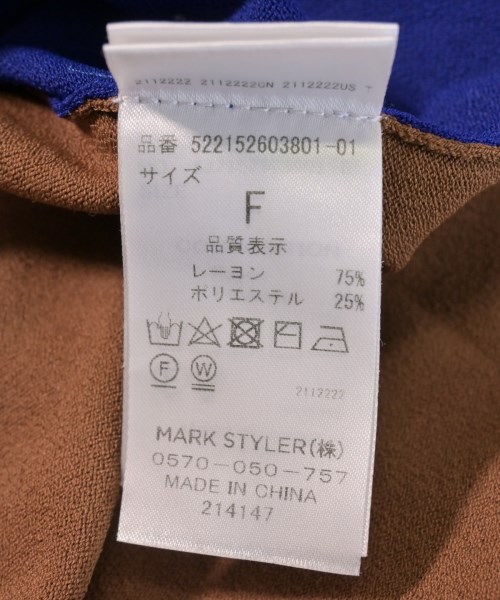 2112222 2112222CN 2112222US
品番 522152603801-01
サイズ
F
品質表示
レーヨン 75%
ポリエステル 25%
F W
2112222
MARK STYLER(株)
0570-050-757
MADE IN CHINA
214147